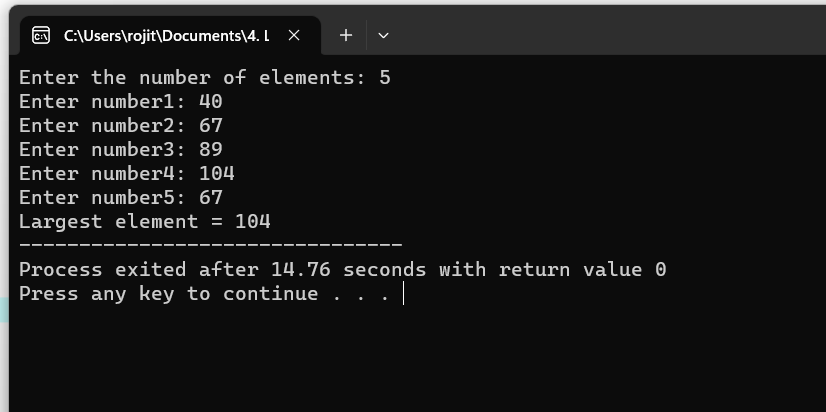 C:\Users\rojit\Documents\4. L
Enter the number of elements: 5
Enter number1: 40
Enter number2: 67
Enter number3: 89
Enter number4: 104
Enter number5: 67
Largest element = 104
--------------------------------
Process exited after 14.76 seconds with return value 0
Press any key to continue . . .